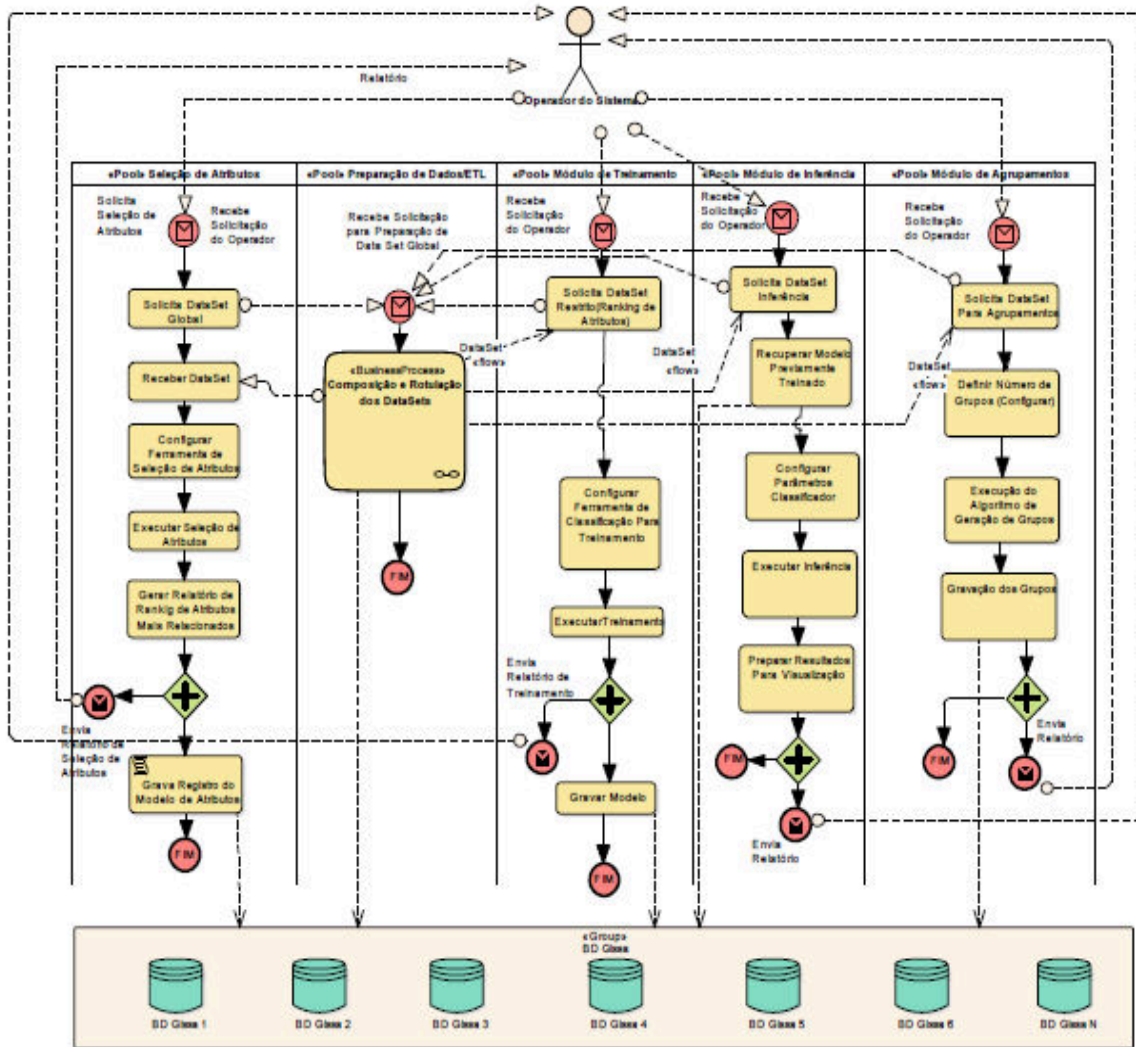 Relatório
Operador do Sistema
«Pool» Seleção de Atributos
«Pool» Preparação de Dados/ETL
«Pool» Módulo de Treinamento
«Pool» Módulo de Inferência
«Pool» Módulo de Agrupamentos
Solicita
Seleção de
Atributos
Recebe
Solicitação
do Operador
Solicita DataSet
Global
Receber DataSet
Configurar
Ferramenta de
Seleção de Atributos
Executar Seleção de
Atributos
Gerar Relatório de
Rankig de Atributos
Mais Relacionados
Envia
Relatório de
Seleção de
Atributos
Grava Registro do
Modelo de Atributos
FIM
Recebe Solicitação
para Preparação de
Data Set Global
«BusinessProcess»
Composição e Rotulação
dos DataSets
FIM
Recebe
Solicitação
do Operador
Solicita DataSet
Restrito(Ranking de
Atributos)
DataSet
«flow»
Configurar
Ferramenta de
Classificação Para
Treinamento
ExecutarTreinamento
Envia
Relatório de
Treinamento
Gravar Modelo
FIM
Recebe
Solicitação
do Operador
Solicita DataSet
Inferência
DataSet
«flow»
Recuperar Modelo
Previamente
Treinado
Configurar
Parâmetros
Classificador
Executar Inferência
Preparar Resultados
Para Visualização
FIM
Envia
Relatório
Recebe
Solicitação
do Operador
Solicita DataSet
Para Agrupamentos
DataSet
«flow»
Definir Número de
Grupos (Configurar)
Execução do
Algoritmo de
Geração de Grupos
Gravação dos Grupos
FIM
Envia
Relatório
«Group»
BD Glass
BD Glass 1
BD Glass 2
BD Glass 3
BD Glass 4
BD Glass 5
BD Glass 6
BD Glass N